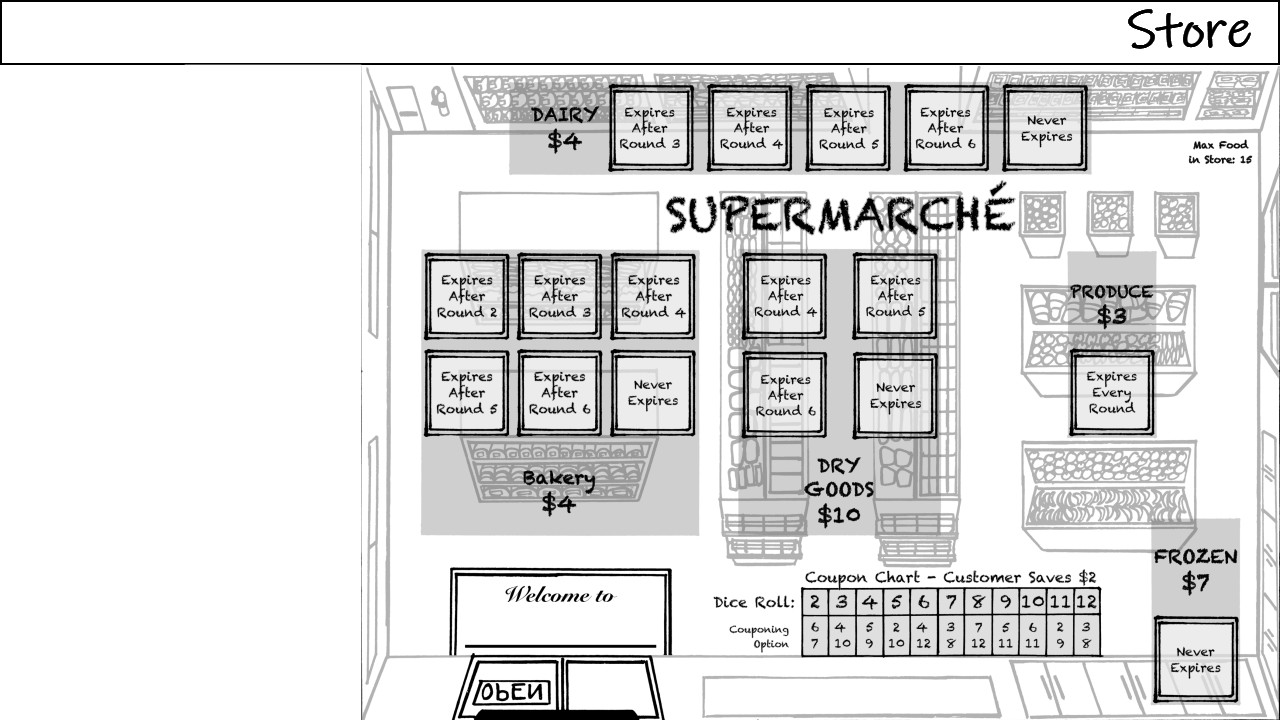 Store
DAIRY
$4
Expires
After
Round 3
Expires
After
Round 4
Expires
After
Round 5
Expires
After
Round 6
Never
Expires
Max Food
in Store: 15
SUPERMARCHÉ
Expires
After
Round 2
Expires
After
Round 3
Expires
After
Round 4
Expires
After
Round 5
Expires
After
Round 6
Never
Expires
Bakery
$4
Expires
After
Round 4
Expires
After
Round 5
Expires
After
Round 6
Never
Expires
DRY
GOODS
$10
PRODUCE
$3
Expires
Every
Round
FROZEN
$7
Never
Expires
Coupon Chart - Customer Saves $2
Dice Roll: 2 3 4 5 6 7 8 9 10 11 12
Couponing 6 4 5 2 4 3 7 5 6 2 3
Option 7 10 9 10 12 8 12 11 11 9 8
Welcome to
OPEN